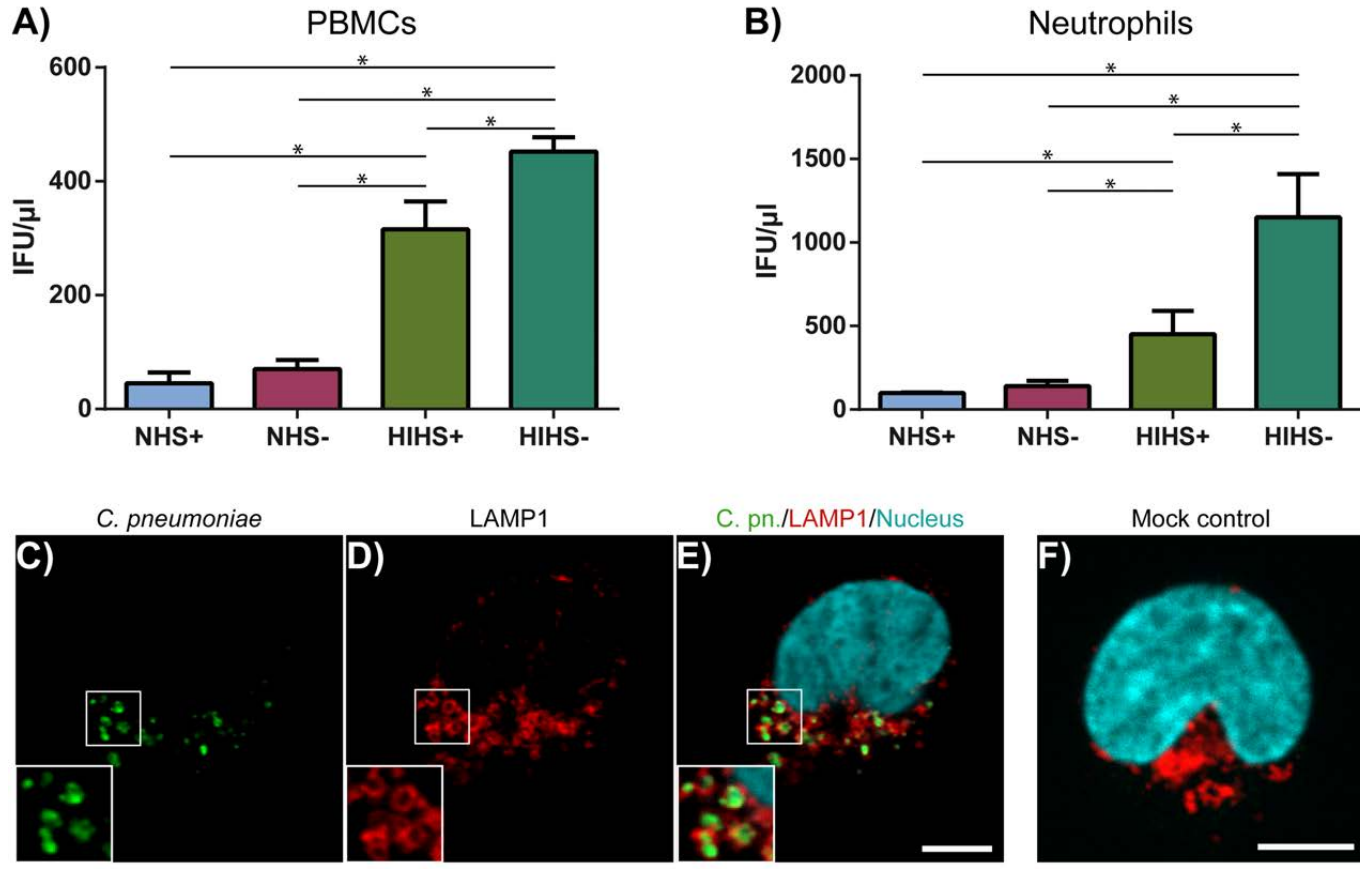 A) PBMCs
600
400
200
0
IFU/µl
*
*
*
*
*
NHS+ NHS- HIHS+ HIHS-
B) Neutrophils
2000
1500
1000
500
0
IFU/µl
*
*
*
*
*
NHS+ NHS- HIHS+ HIHS-
C. pneumoniae LAMP1 C. pn./LAMP1/Nucleus Mock control
C) D) E) F)